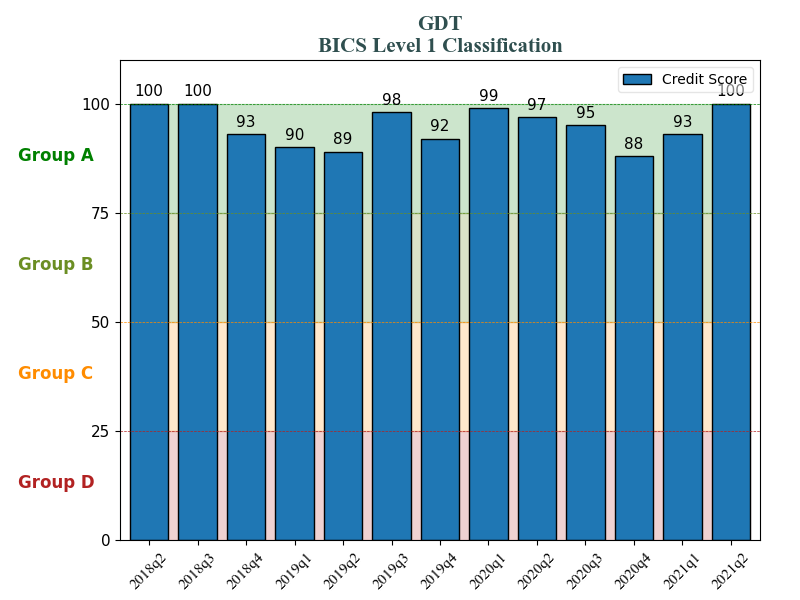 GDT
BICS Level 1 Classification
Credit Score
100 100 93 90 89 98 92 99 97 95 88 93 100
100
Group A
75
Group B
50
Group C
25
Group D
0
2018q2 2018q3 2018q4 2019q1 2019q2 2019q3 2019q4 2020q1 2020q2 2020q3 2020q4 2021q1 2021q2